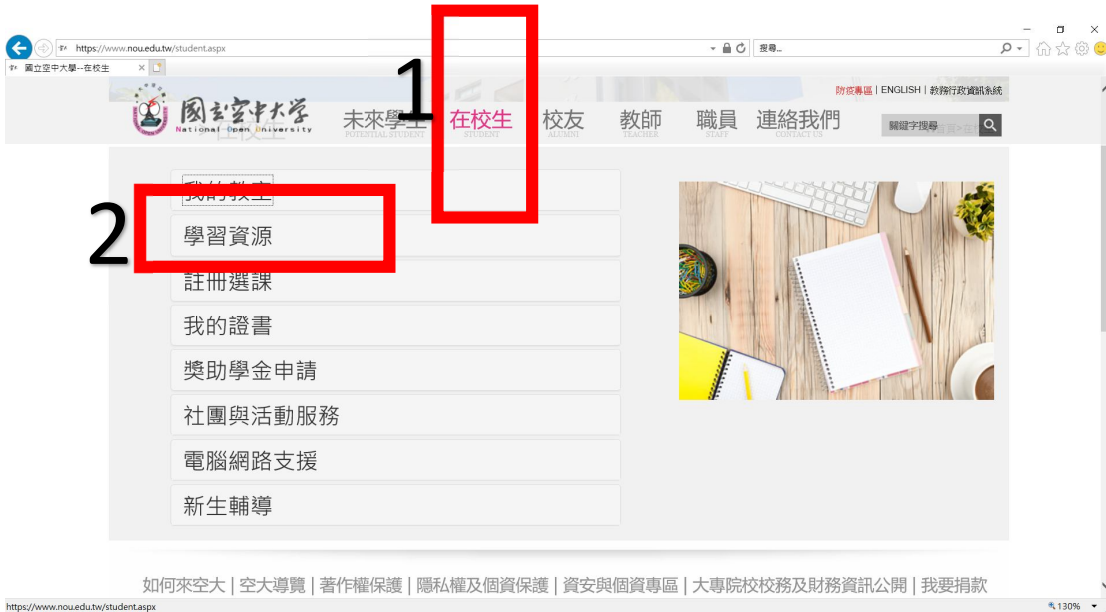 https://www.nou.edu.tw/student.aspx
搜尋...
國立空中大學--在校生
防疫專區 | ENGLISH | 教務行政資訊系統
國立空中大學
National Open University
未來學生 在校生 校友 教師 職員 連絡我們
POTENTIAL STUDENT STUDENT ALUMNI TEACHER STAFF CONTACT US
關鍵字搜尋
1
我的教室
2
學習資源
註冊選課
我的證書
獎助學金申請
社團與活動服務
電腦網路支援
新生輔導
如何來空大 | 空大導覽 | 著作權保護 | 隱私權及個資保護 | 資安與個資專區 | 大專院校校務及財務資訊公開 | 我要捐款
https://www.nou.edu.tw/student.aspx
130%